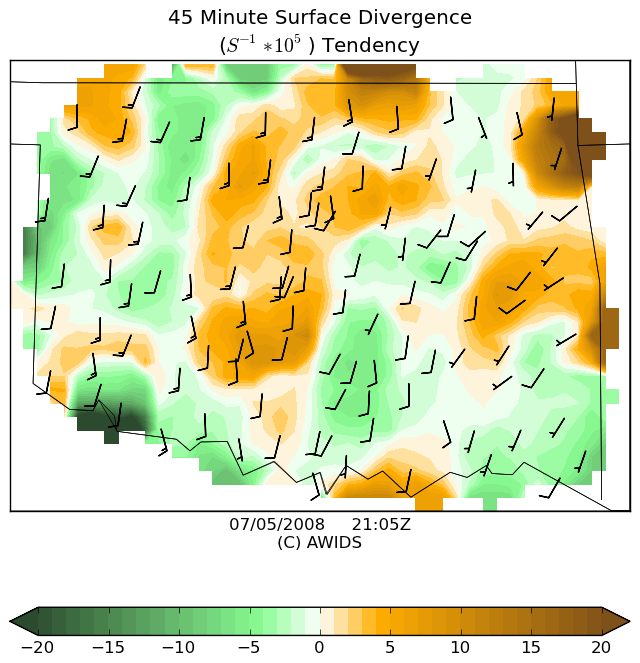 45 Minute Surface Divergence
(S⁻¹ *10⁵ ) Tendency
07/05/2008 21:05Z
(C) AWIDS
−20 −15 −10 −5 0 5 10 15 20